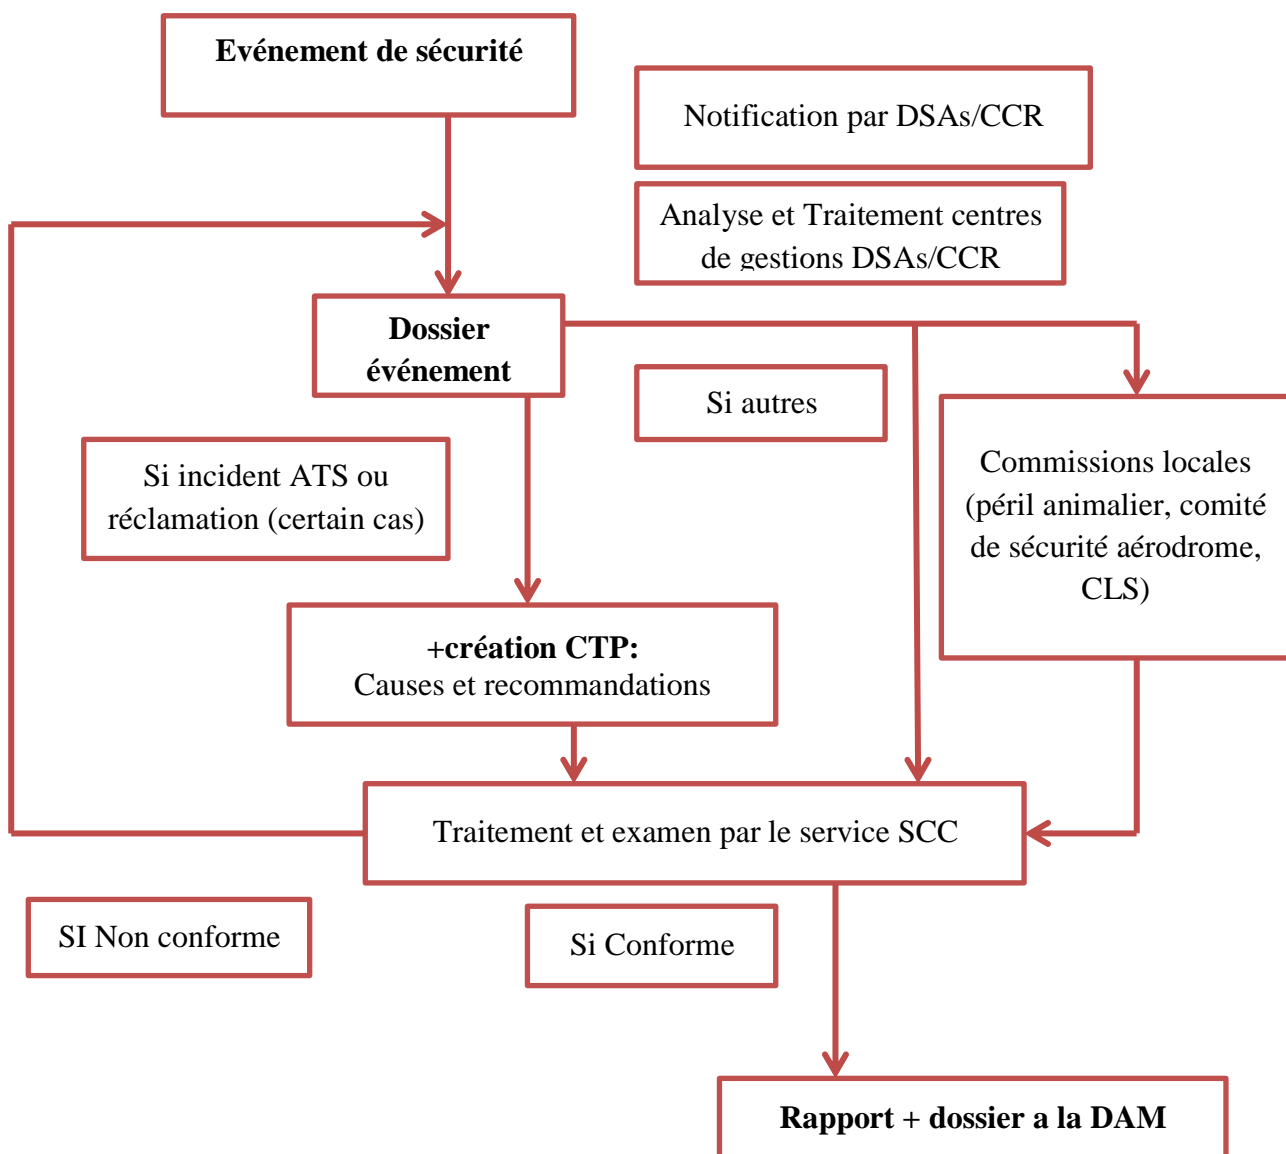 Evénement de sécurité
Notification par DSAs/CCR
Analyse et Traitement centres
de gestions DSAs/CCR
Dossier
événement
Si autres
Si incident ATS ou
réclamation (certain cas)
Commissions locales
(péril animalier, comité
de sécurité aérodrome,
CLS)
+création CTP:
Causes et recommandations
Traitement et examen par le service SCC
SI Non conforme
Si Conforme
Rapport + dossier a la DAM